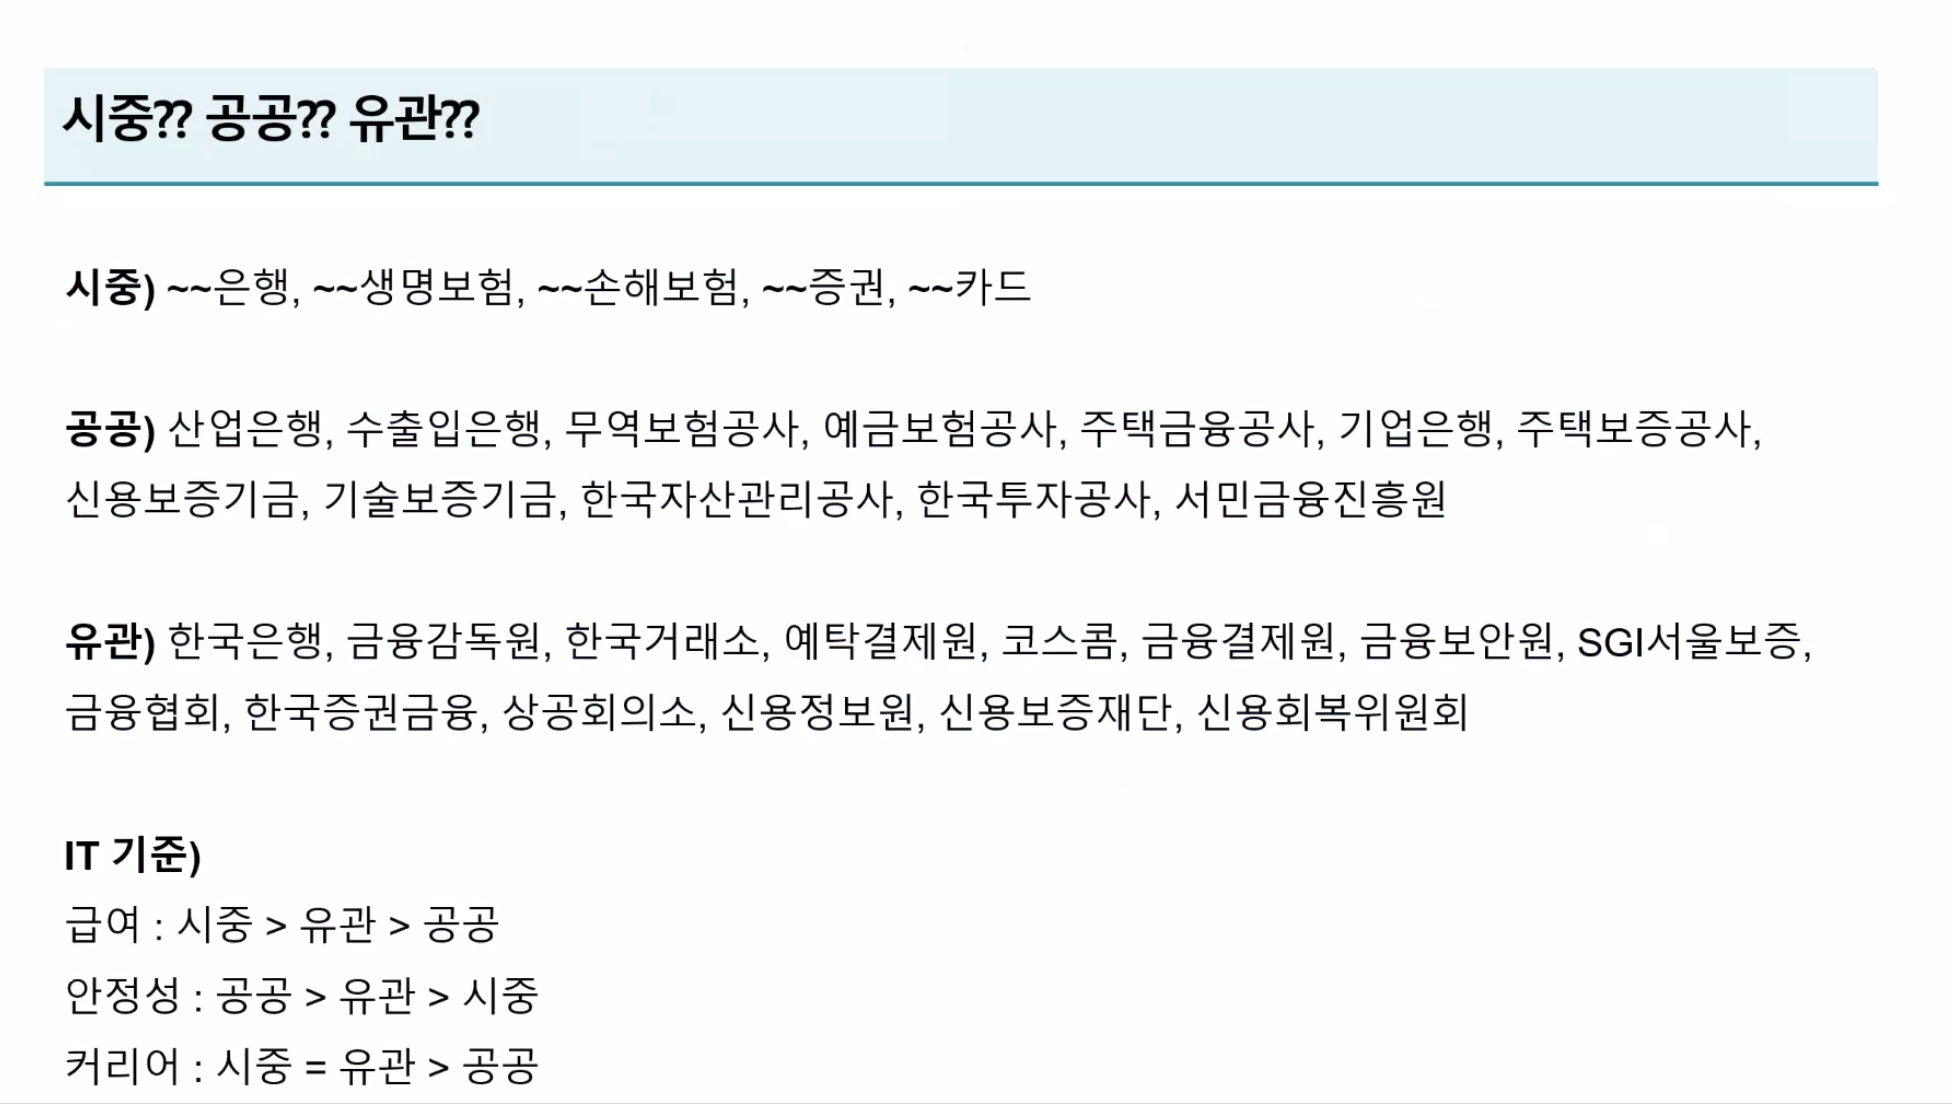 시중?? 공공?? 유관??
시중) ~~은행, ~~생명보험, ~~손해보험, ~~증권, ~~카드
공공) 산업은행, 수출입은행, 무역보험공사, 예금보험공사, 주택금융공사, 기업은행, 주택보증공사,
신용보증기금, 기술보증기금, 한국자산관리공사, 한국투자공사, 서민금융진흥원
유관) 한국은행, 금융감독원, 한국거래소, 예탁결제원, 코스콤, 금융결제원, 금융보안원, SGI서울보증,
금융협회, 한국증권금융, 상공회의소, 신용정보원, 신용보증재단, 신용회복위원회
IT 기준)
급여 : 시중 > 유관 > 공공
안정성 : 공공 > 유관 > 시중
커리어 : 시중 = 유관 > 공공